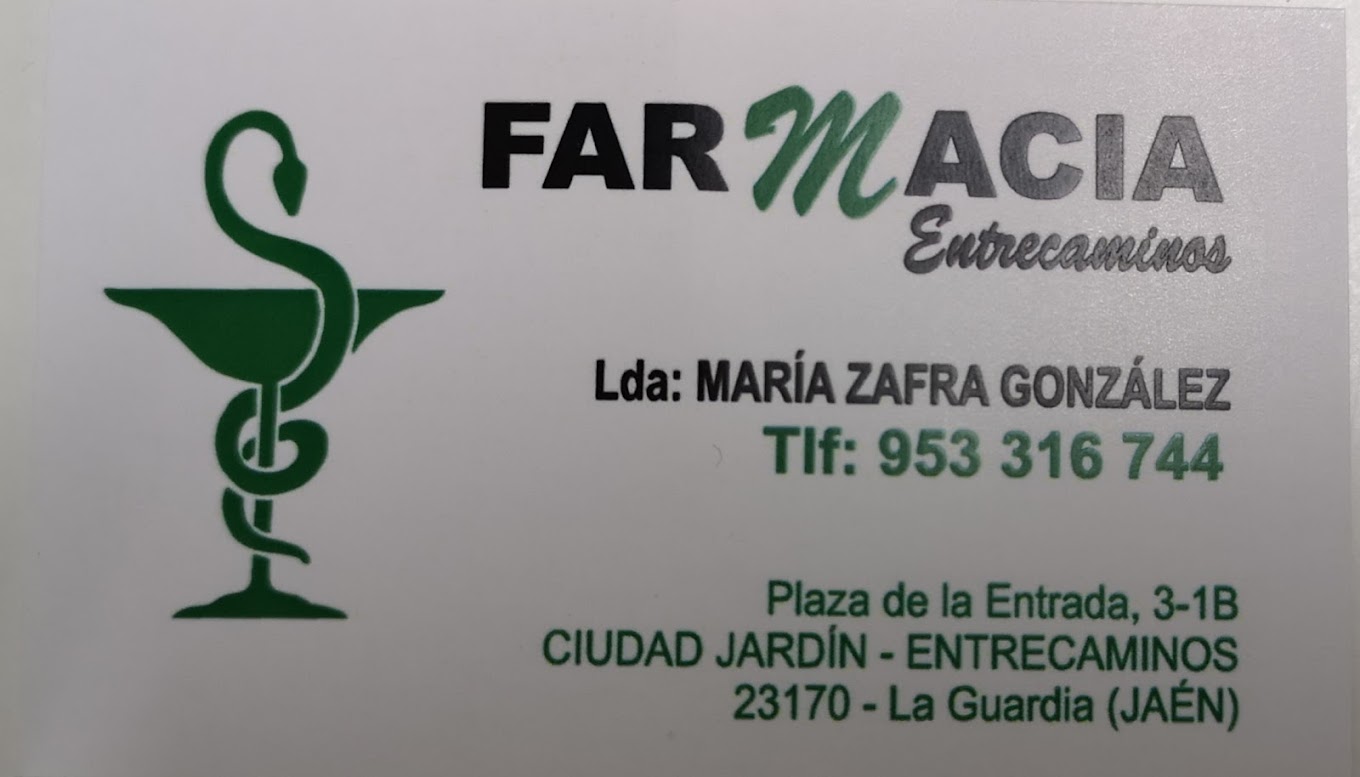 FARMACIA
Entrecaminos
Lda: MARÍA ZAFRA GONZÁLEZ
Tlf: 953 316 744
Plaza de la Entrada, 3-1B
CIUDAD JARDÍN - ENTRECAMINOS
23170 - La Guardia (JAÉN)